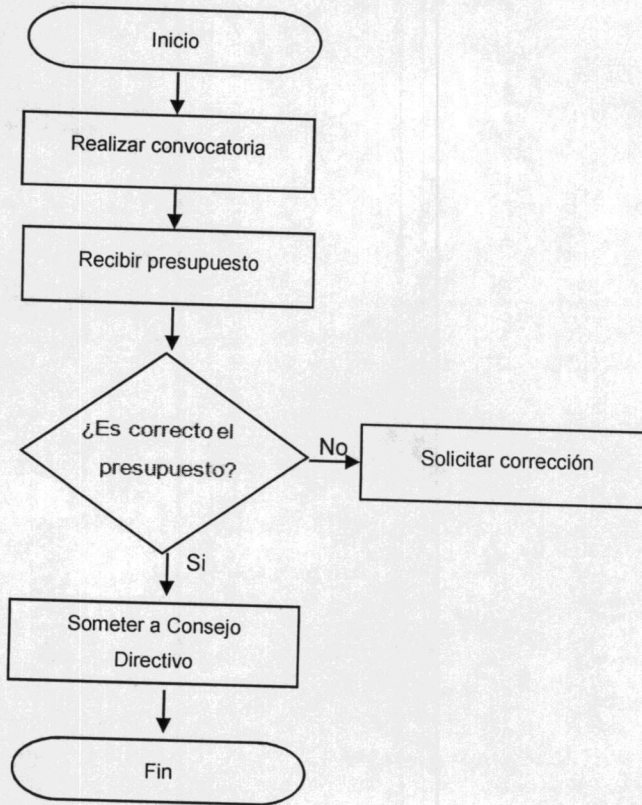 Inicio
Realizar convocatoria
Recibir presupuesto
¿Es correcto el
presupuesto?
No
Solicitar corrección
Si
Someter a Consejo
Directivo
Fin